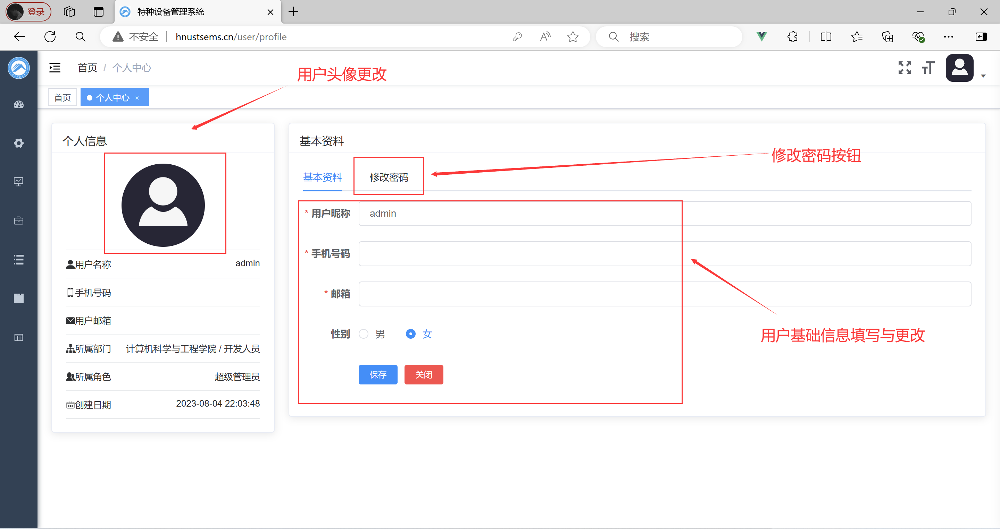 登录
特种设备管理系统
不安全
hnustsems.cn/user/profile
搜索
首页 / 个人中心
用户头像更改
首页
个人中心 ×
个人信息
基本资料
修改密码按钮
基本资料
修改密码
* 用户昵称
admin
* 手机号码
* 邮箱
性别
男
女
保存
关闭
用户基础信息填写与更改
用户名称
admin
手机号码
用户邮箱
所属部门
计算机科学与工程学院 / 开发人员
所属角色
超级管理员
创建日期
2023-08-04 22:03:48